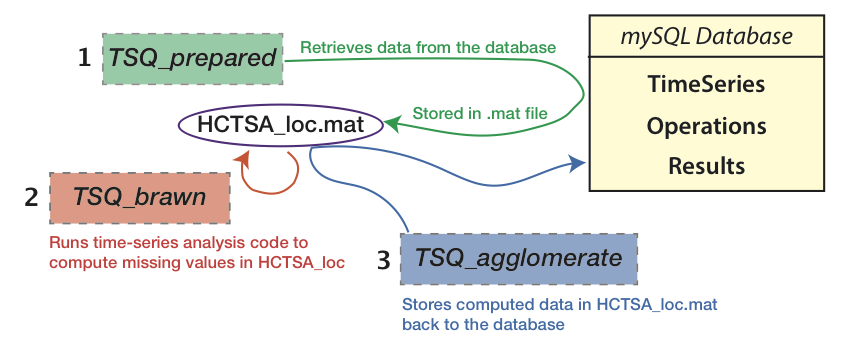 1
TSQ_prepared
Retrieves data from the database
mySQL Database
TimeSeries
Operations
Results
Stored in .mat file
HCTSA_loc.mat
2
TSQ_brawn
Runs time-series analysis code to
compute missing values in HCTSA_loc
3
TSQ_agglomerate
Stores computed data in HCTSA_loc.mat
back to the database